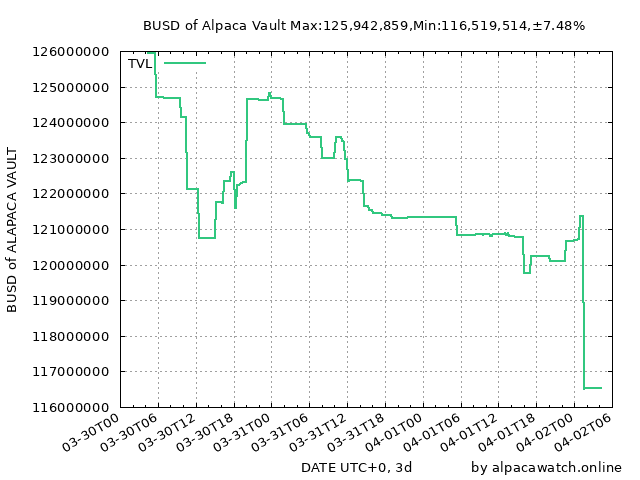 BUSD of Alpaca Vault Max:125,942,859,Min:116,519,514,±7.48%
TVL
BUSD of ALAPACA VAULT
126000000
125000000
124000000
123000000
122000000
121000000
120000000
119000000
118000000
117000000
116000000
03-30T00
03-30T06
03-30T12
03-30T18
03-31T00
03-31T06
03-31T12
03-31T18
04-01T00
04-01T06
04-01T12
04-01T18
04-02T00
04-02T06
DATE UTC+0, 3d
by alpacawatch.online